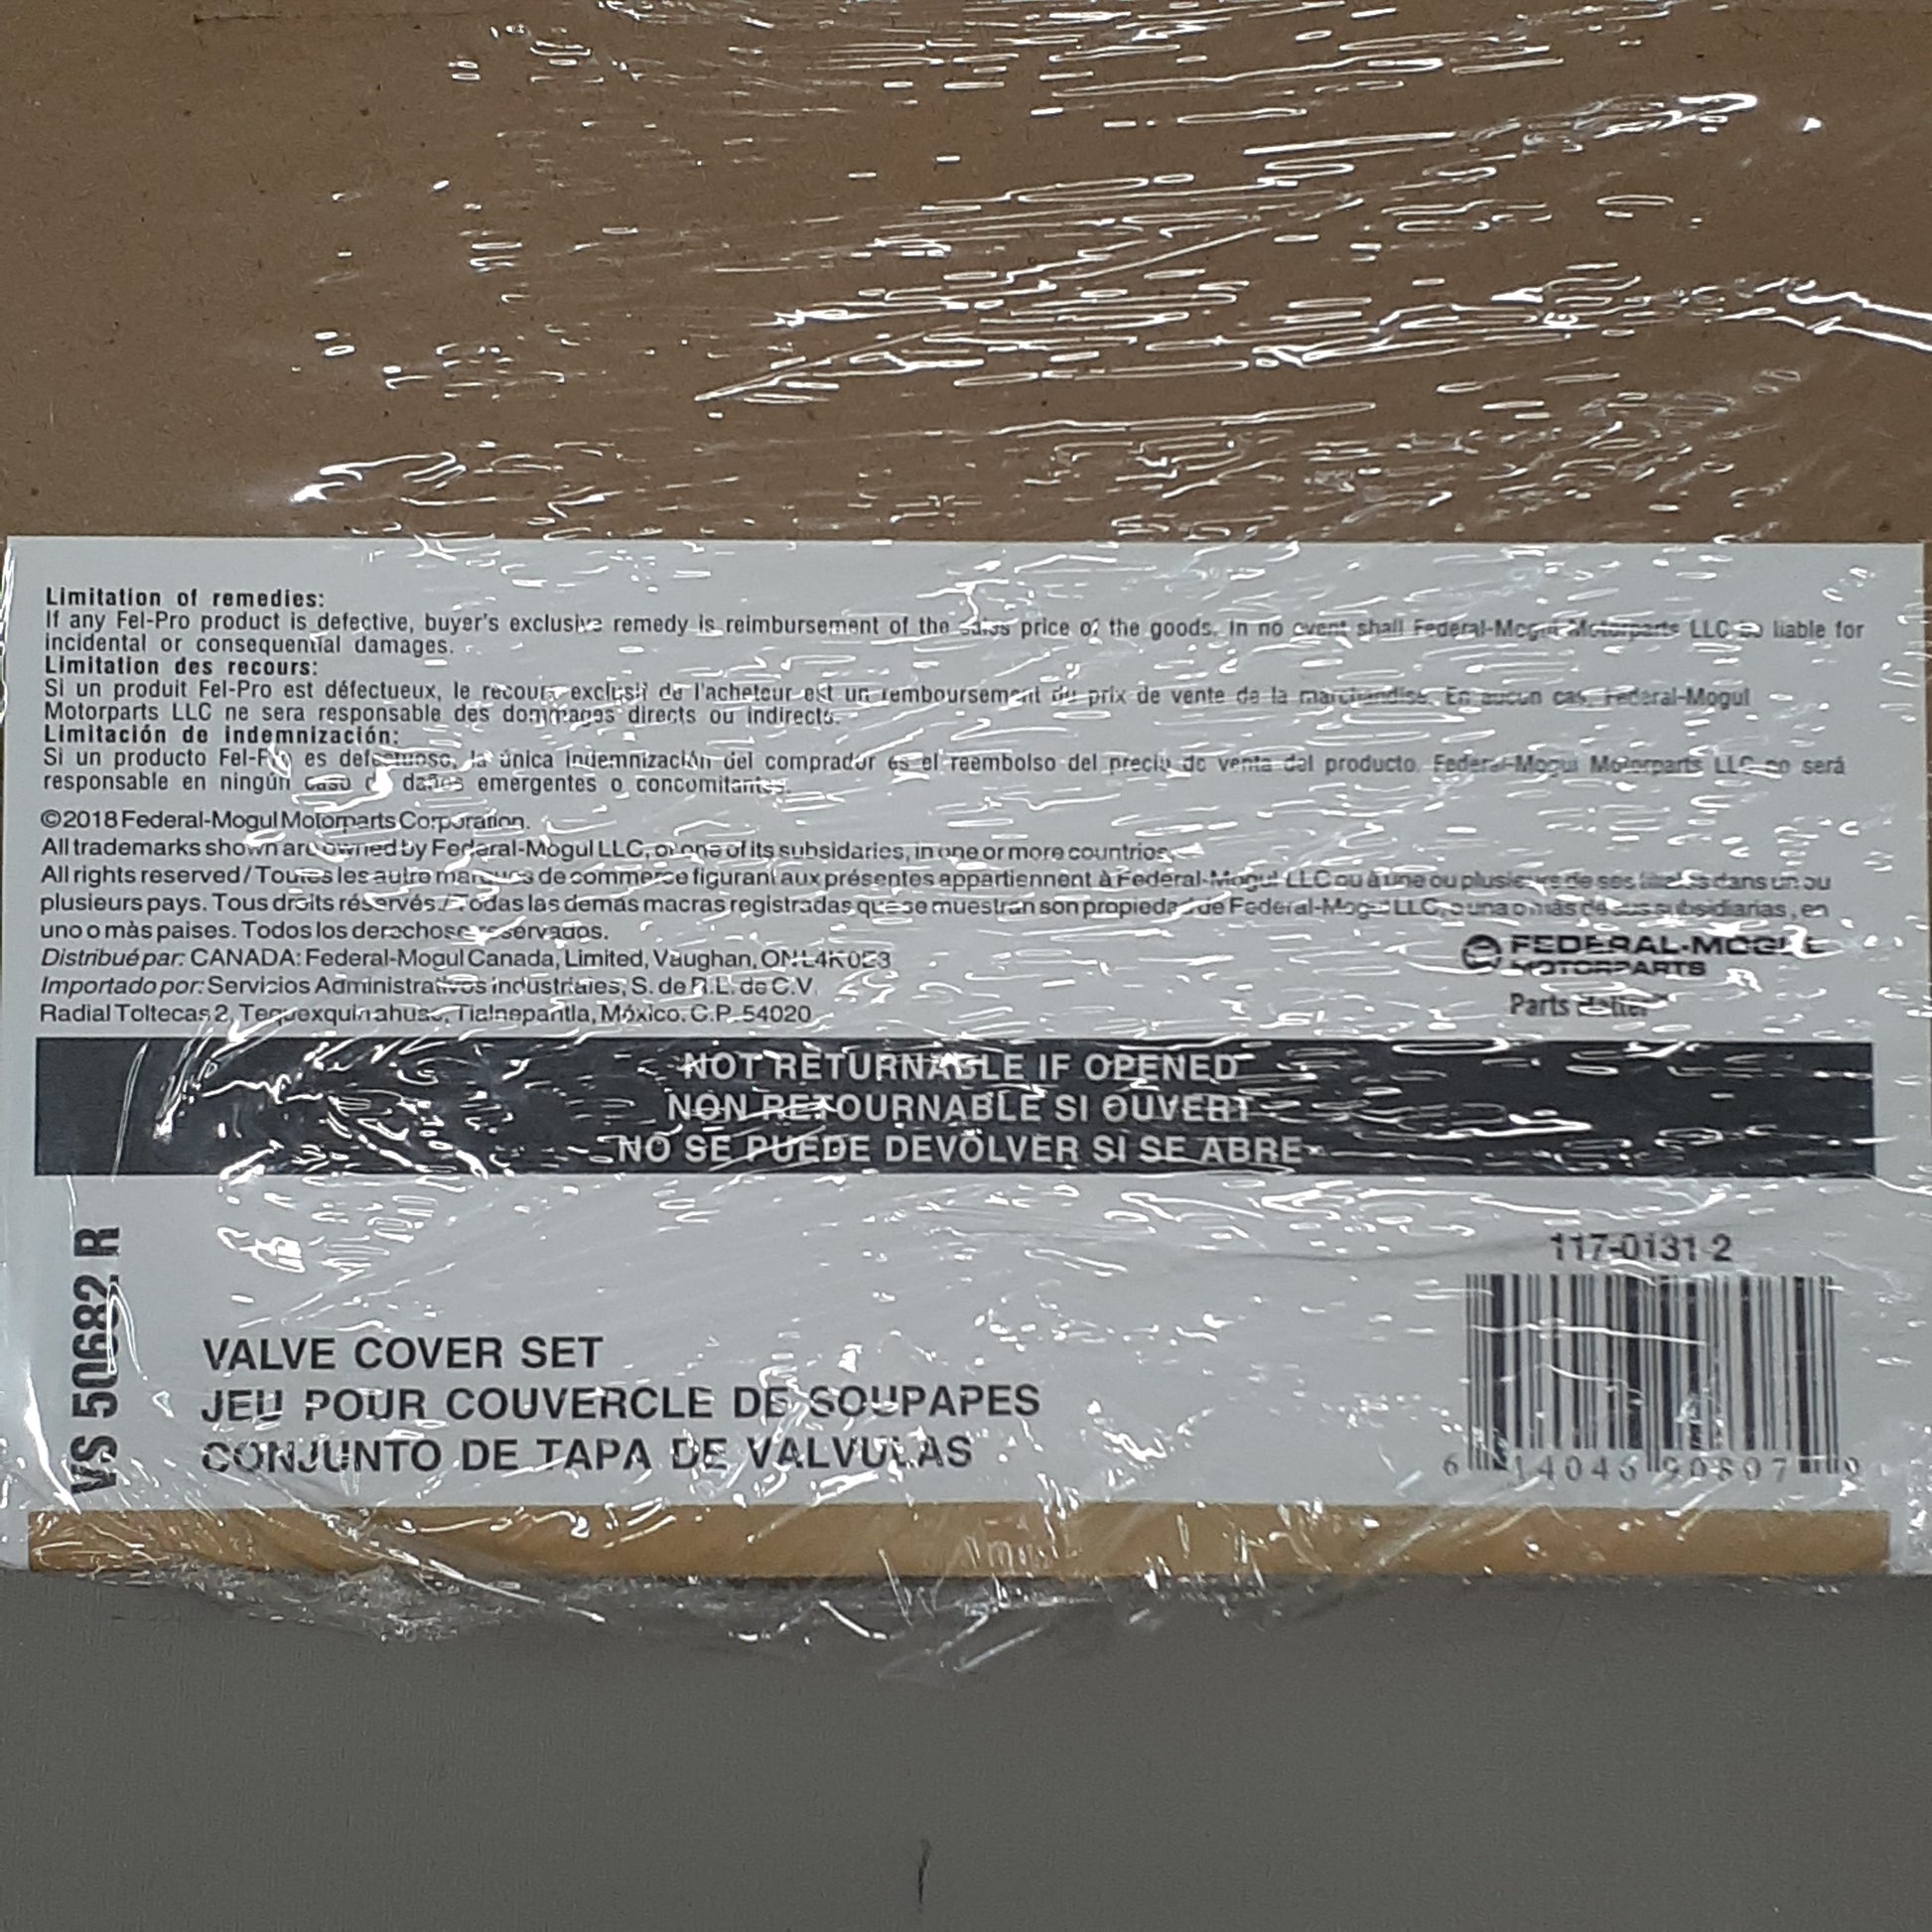 Limitation of remedies:
If any Fel-Pro product is defective, buyer's exclusive remedy is reimbursement of the sales price of the goods. In no event shall Federal-Mogul Motorparts LLC be liable for
incidental or consequential damages.
Limitation des recours:
Si un produit Fel-Pro est défectueux, le recours exclusif de l'acheteur est un remboursement du prix de vente de la marchandise. En aucun cas, Federal-Mogul
Motorparts LLC ne sera responsable des dommages directs ou indirects.
Limitación de indemnización:
Si un producto Fel-Pro es defectuoso, la única indemnización del comprador es el reembolso del precio de venta del producto. Federal-Mogul Motorparts LLC no será
responsable en ningún caso de daños emergentes o concomitantes.
©2018 Federal-Mogul Motorparts Corporation.
All trademarks shown are owned by Federal-Mogul LLC, or one of its subsidaries, in one or more countries.
All rights reserved / Toutes les autre marques de commerce figurant aux présentes appartiennent à Federal-Mogul LLC ou à une ou plusieurs de ses filiales dans un ou
plusieurs pays. Tous droits réservés. / Todas las demas macras registradas que se muestran son propiedad de Federal-Mogul LLC, o una o más de sus subsidiarias, en
uno o màs paises. Todos los derechos reservados.
Distribué par: CANADA: Federal-Mogul Canada, Limited, Vaughan, ON L4K 0E3
Importado por: Servicios Administrativos industriales, S. de R.L. de C.V.
Radial Toltecas 2, Tlalnepantla, México. C.P. 54020
FEDERAL-MOGUL
MOTORPARTS
Parts
NOT RETURNABLE IF OPENED
NON RETOURNABLE SI OUVERT
NO SE PUEDE DEVOLVER SI SE ABRE
VS 50682 R
117-0131-2
VALVE COVER SET
JEU POUR COUVERCLE DE SOUPAPES
CONJUNTO DE TAPA DE VALVULAS
6 14046 90807